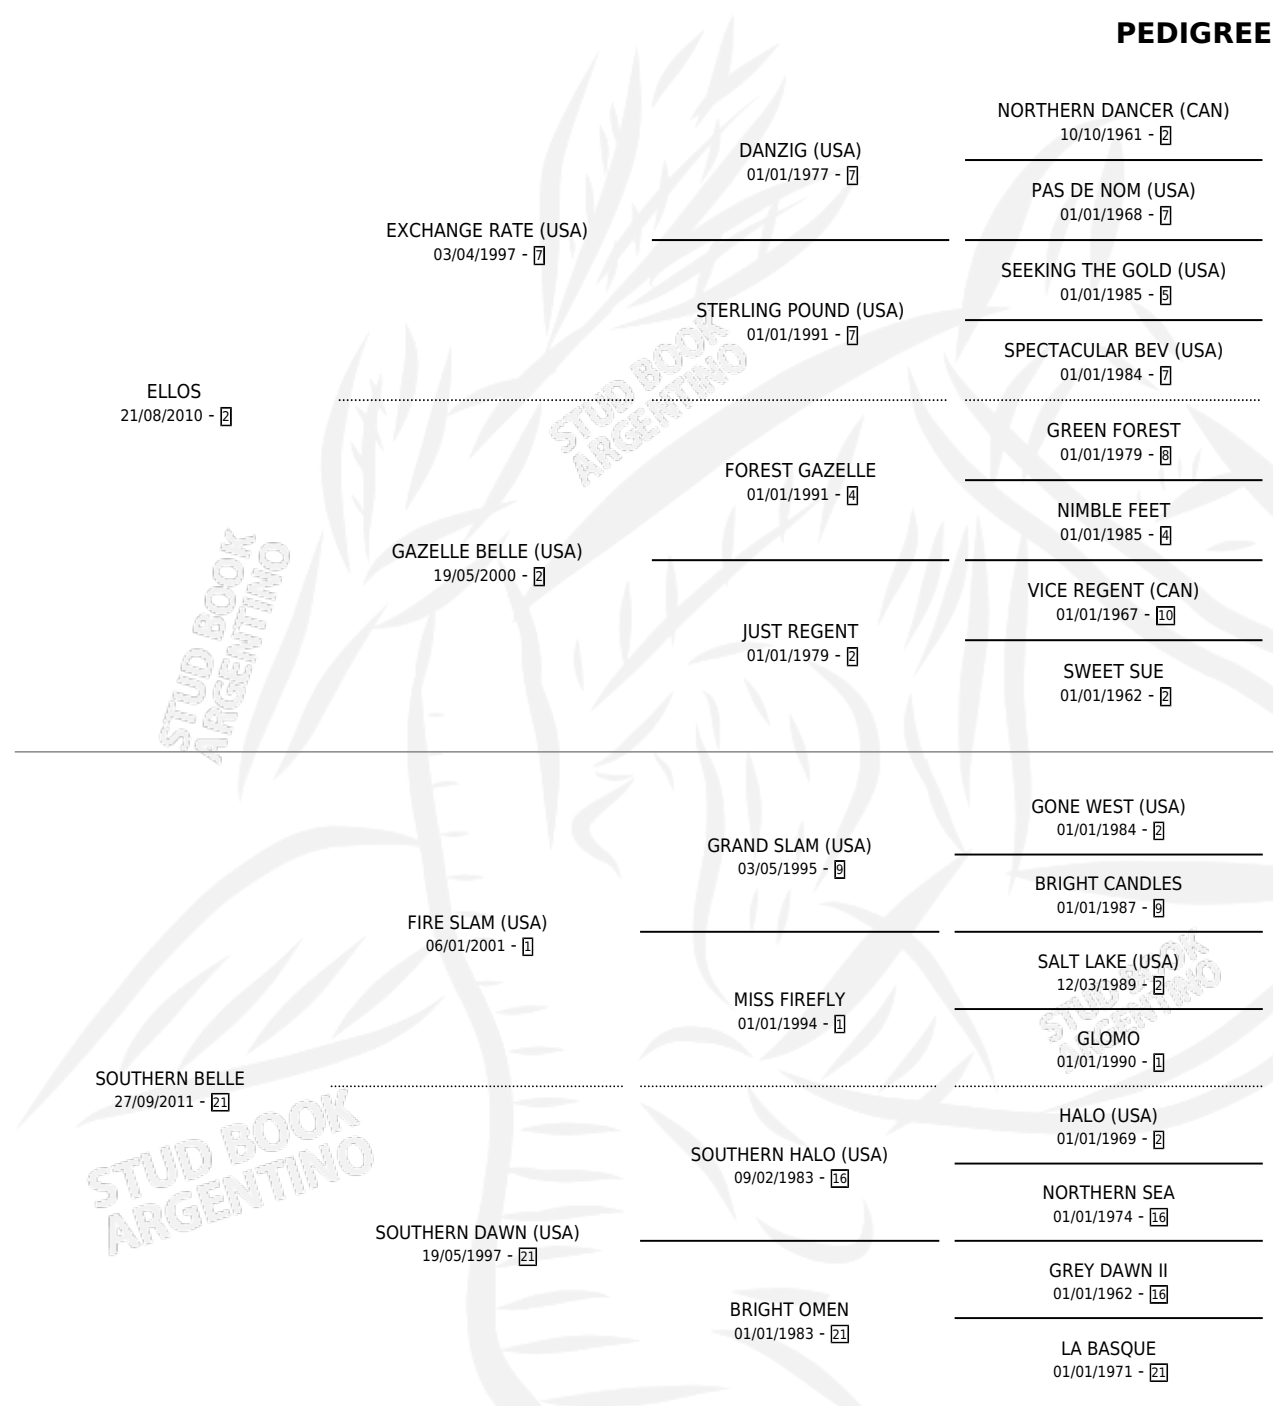 PEDIGREE
NORTHERN DANCER (CAN)
10/10/1961 - 2
DANZIG (USA)
01/01/1977 - 7
PAS DE NOM (USA)
01/01/1968 - 7
EXCHANGE RATE (USA)
03/04/1997 - 7
SEEKING THE GOLD (USA)
01/01/1985 - 5
STERLING POUND (USA)
01/01/1991 - 7
SPECTACULAR BEV (USA)
01/01/1984 - 7
ELLOS
21/08/2010 - 2
GREEN FOREST
01/01/1979 - 8
FOREST GAZELLE
01/01/1991 - 4
NIMBLE FEET
01/01/1985 - 4
GAZELLE BELLE (USA)
19/05/2000 - 2
VICE REGENT (CAN)
01/01/1967 - 10
JUST REGENT
01/01/1979 - 2
SWEET SUE
01/01/1962 - 2
GONE WEST (USA)
01/01/1984 - 2
GRAND SLAM (USA)
03/05/1995 - 9
BRIGHT CANDLES
01/01/1987 - 9
FIRE SLAM (USA)
06/01/2001 - 1
SALT LAKE (USA)
12/03/1989 - 2
MISS FIREFLY
01/01/1994 - 1
GLOMO
01/01/1990 - 1
SOUTHERN BELLE
27/09/2011 - 21
HALO (USA)
01/01/1969 - 2
SOUTHERN HALO (USA)
09/02/1983 - 16
NORTHERN SEA
01/01/1974 - 16
SOUTHERN DAWN (USA)
19/05/1997 - 21
GREY DAWN II
01/01/1962 - 16
BRIGHT OMEN
01/01/1983 - 21
LA BASQUE
01/01/1971 - 21
STUD BOOK
ARGENTINO
STUD BOOK
ARGENTINO
STUD BOOK
ARGENTINO
STUD BOOK
ARGENTINO